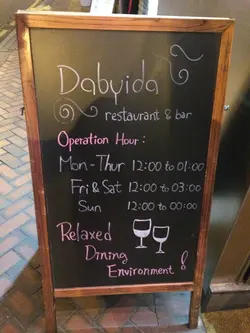 Dabyida
restaurant & bar
Operation Hour :
Mon-Thur 12:00 to 01:00
Fri & Sat 12:00 to 03:00
Sun 12:00 to 00:00
Relaxed
Dining
Environment !